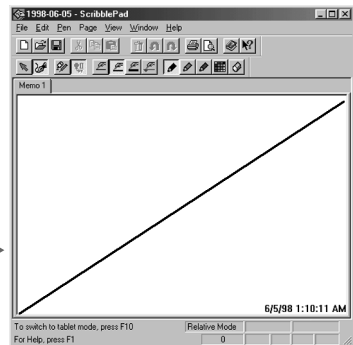 1998-06-05 - ScribblePad
File Edit Pen Page View Window Help
Memo 1
6/5/98 1:10:11 AM
To switch to tablet mode, press F10 Relative Mode
For Help, press F1 0